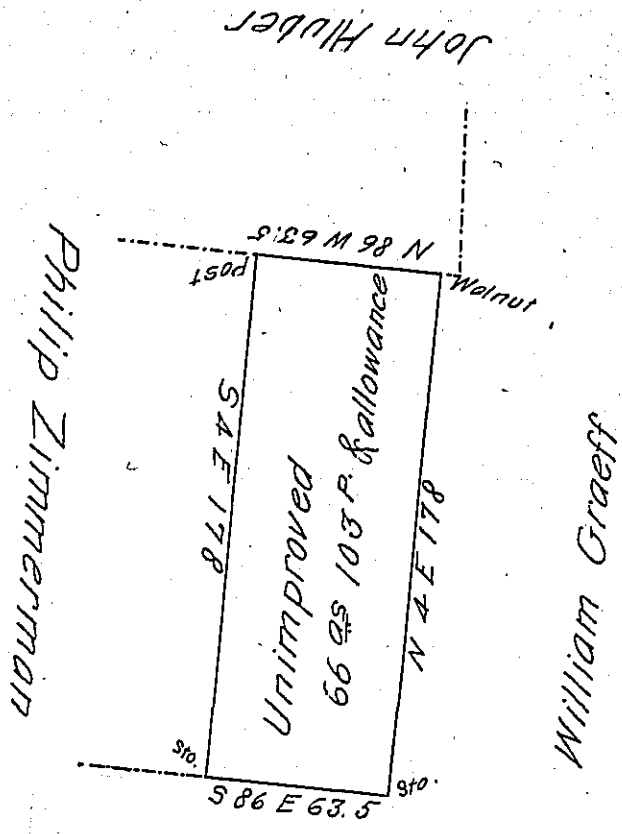 John Huber
N 86 W 63.5
Post
Walnut
Phillip Zimmerman
S 4 E 178
Unimproved
66 as 103 P. & allowance
N 4 E 178
William Graeff
Sto.
Sto.
S 86 E 63.5